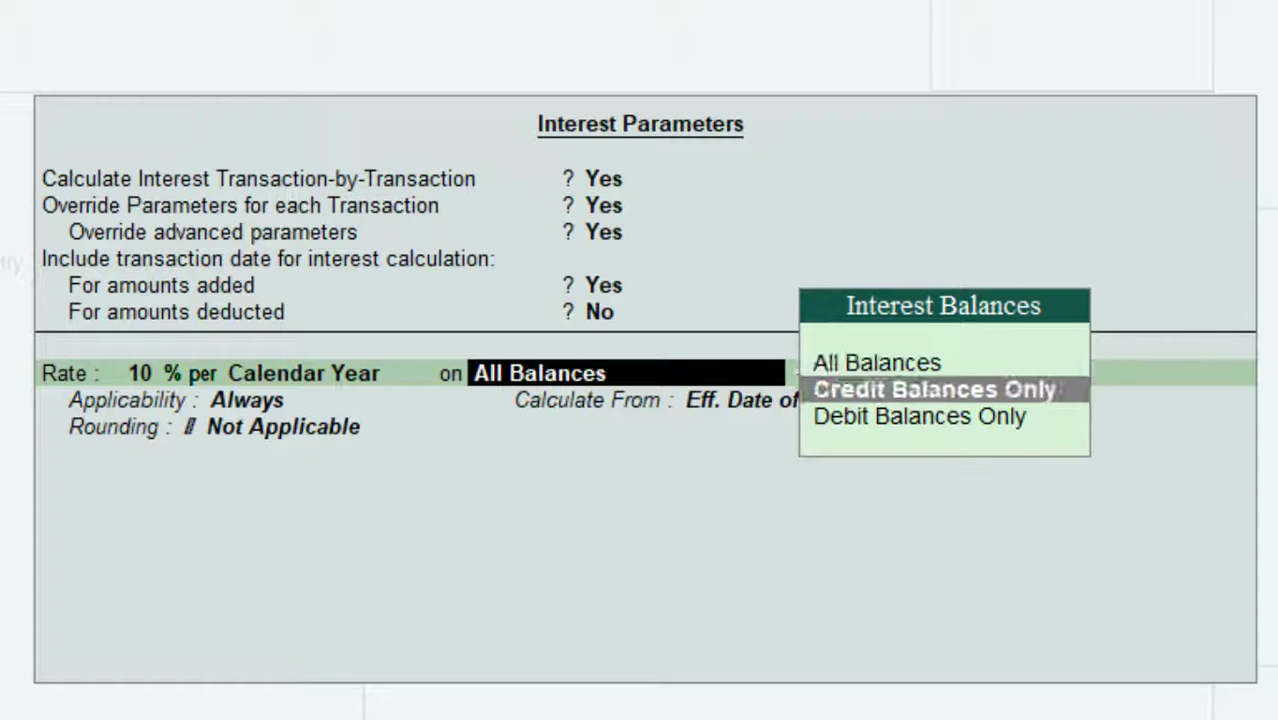 Interest Parameters
Calculate Interest Transaction-by-Transaction ? Yes
Override Parameters for each Transaction ? Yes
Override advanced parameters ? Yes
Include transaction date for interest calculation:
For amounts added ? Yes
For amounts deducted ? No
Rate : 10 % per Calendar Year on All Balances
Applicability : Always Calculate From : Eff. Date of
Rounding : Not Applicable
Interest Balances
All Balances
Credit Balances Only
Debit Balances Only